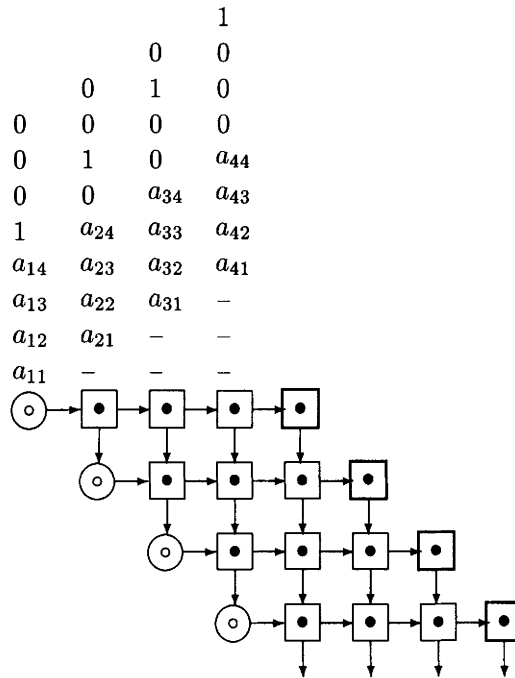 1
0 0
0 1 0
0 0 0 0
0 1 0 a₄₄
0 0 a₃₄ a₄₃
1 a₂₄ a₃₃ a₄₂
a₁₄ a₂₃ a₃₂ a₄₁
a₁₃ a₂₂ a₃₁ –
a₁₂ a₂₁ – –
a₁₁ – – –